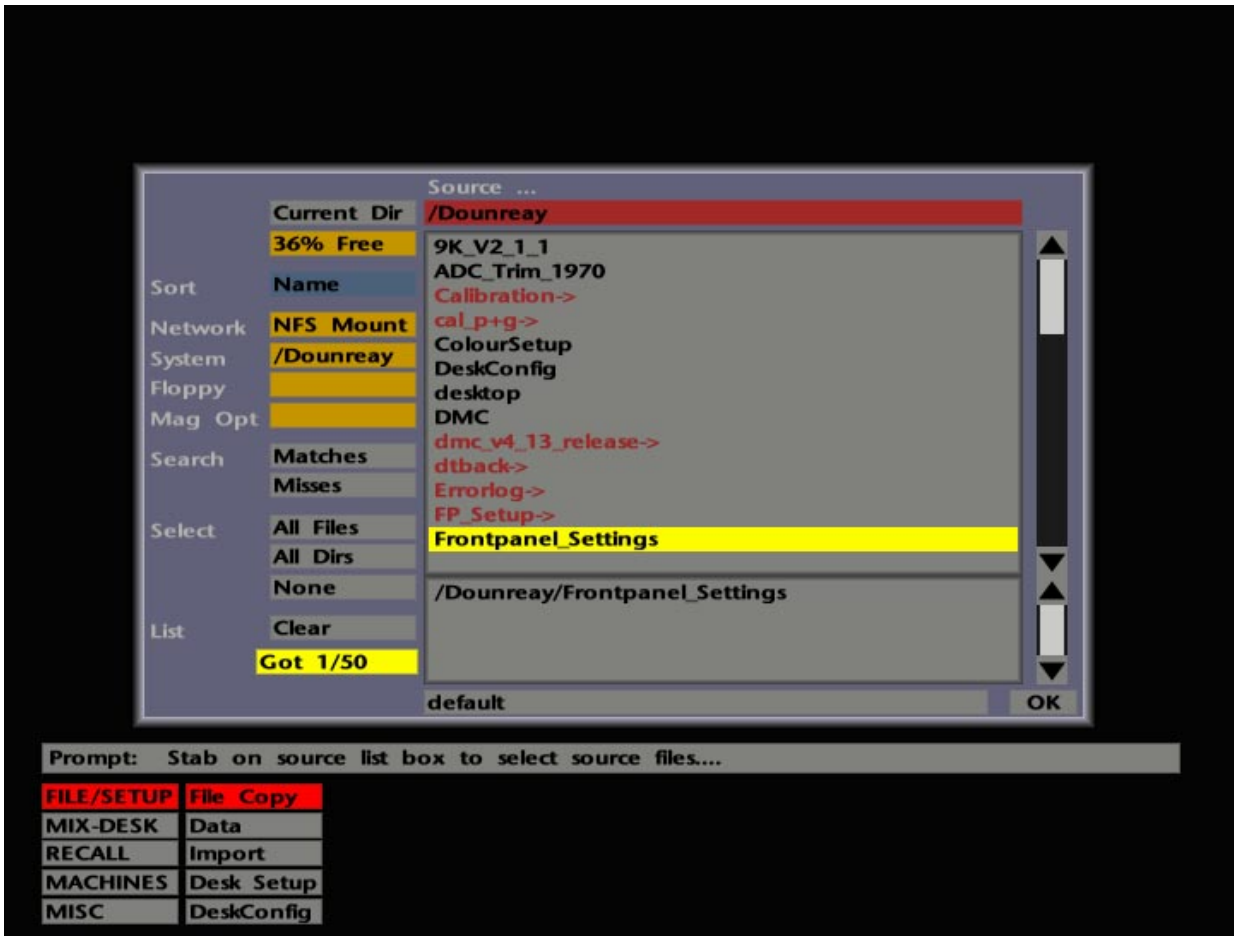 Source ...
Current Dir /Dounreay
36% Free
9K_V2_1_1
ADC_Trim_1970
Sort Name
Calibration->
Network NFS Mount
cal_p+g->
System /Dounreay
ColourSetup
DeskConfig
Floppy
desktop
Mag Opt
DMC
dmc_v4_13_release->
Search Matches
dtback->
Misses
Errorlog->
FP_Setup->
Select All Files
Frontpanel_Settings
All Dirs
None
/Dounreay/Frontpanel_Settings
List Clear
Got 1/50
default OK
Prompt: Stab on source list box to select source files....
FILE/SETUP File Copy
MIX-DESK Data
RECALL Import
MACHINES Desk Setup
MISC DeskConfig